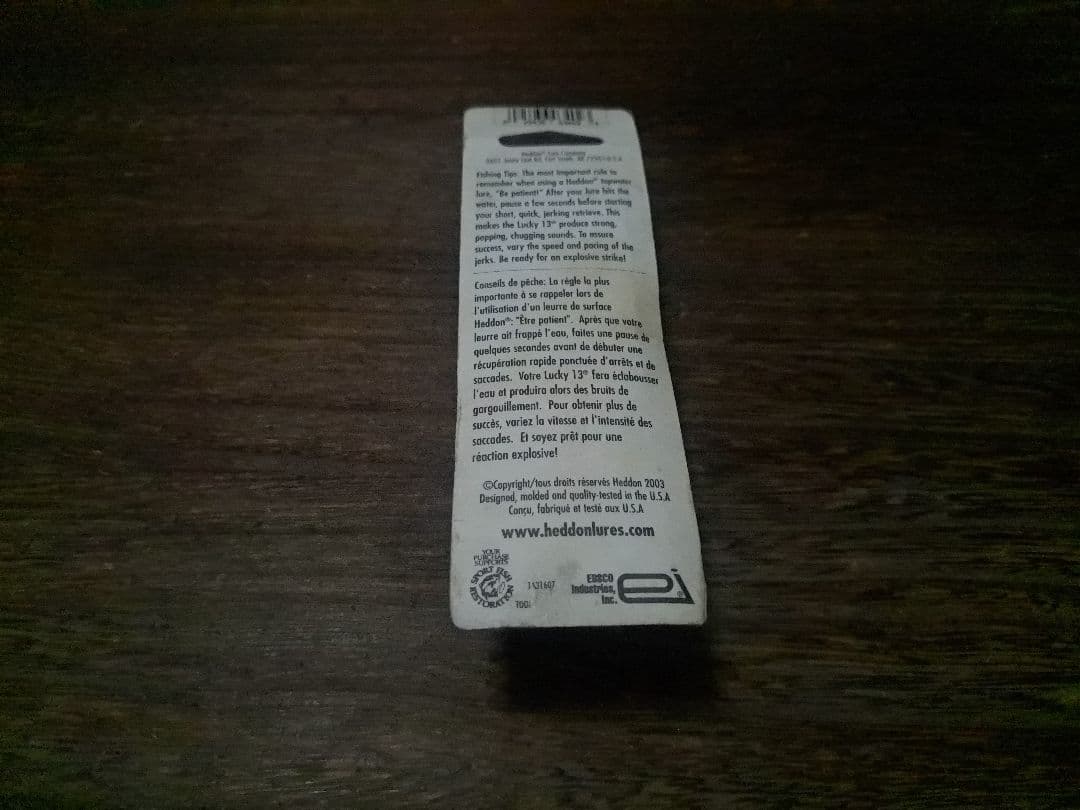 Fishing Tips: The most important rule to
remember when using a Heddon® topwater
lure, "Be patient!" After your lure hits the
water, pause a few seconds before starting
your short, quick, jerking retrieve. This
makes the Lucky 13® produce strong,
popping, chugging sounds. To assure
success, vary the speed and pacing of the
jerks. Be ready for an explosive strike!
Conseils de pêche: La règle la plus
importante à se rappeler lors de
l'utilisation d'un leurre de surface
Heddon®: "Être patient". Après que votre
leurre ait frappé l'eau, faites une pause de
quelques secondes avant de débuter une
récupération rapide ponctuée d'arrêts et de
saccades. Votre Lucky 13® fera éclabousser
l'eau et produira alors des bruits de
gargouillement. Pour obtenir plus de
succès, variez la vitesse et l'intensité des
saccades. Et soyez prêt pour une
réaction explosive!
©Copyright/tous droits réservés Heddon 2003
Designed, molded and quality-tested in the U.S.A
Conçu, fabriqué et testé aux U.S.A
www.heddonlures.com
YOUR
PURCHASE
SUPPORTS
SPORT FISH
RESTORATION
EBSCO
Industries,
Inc.
ei®